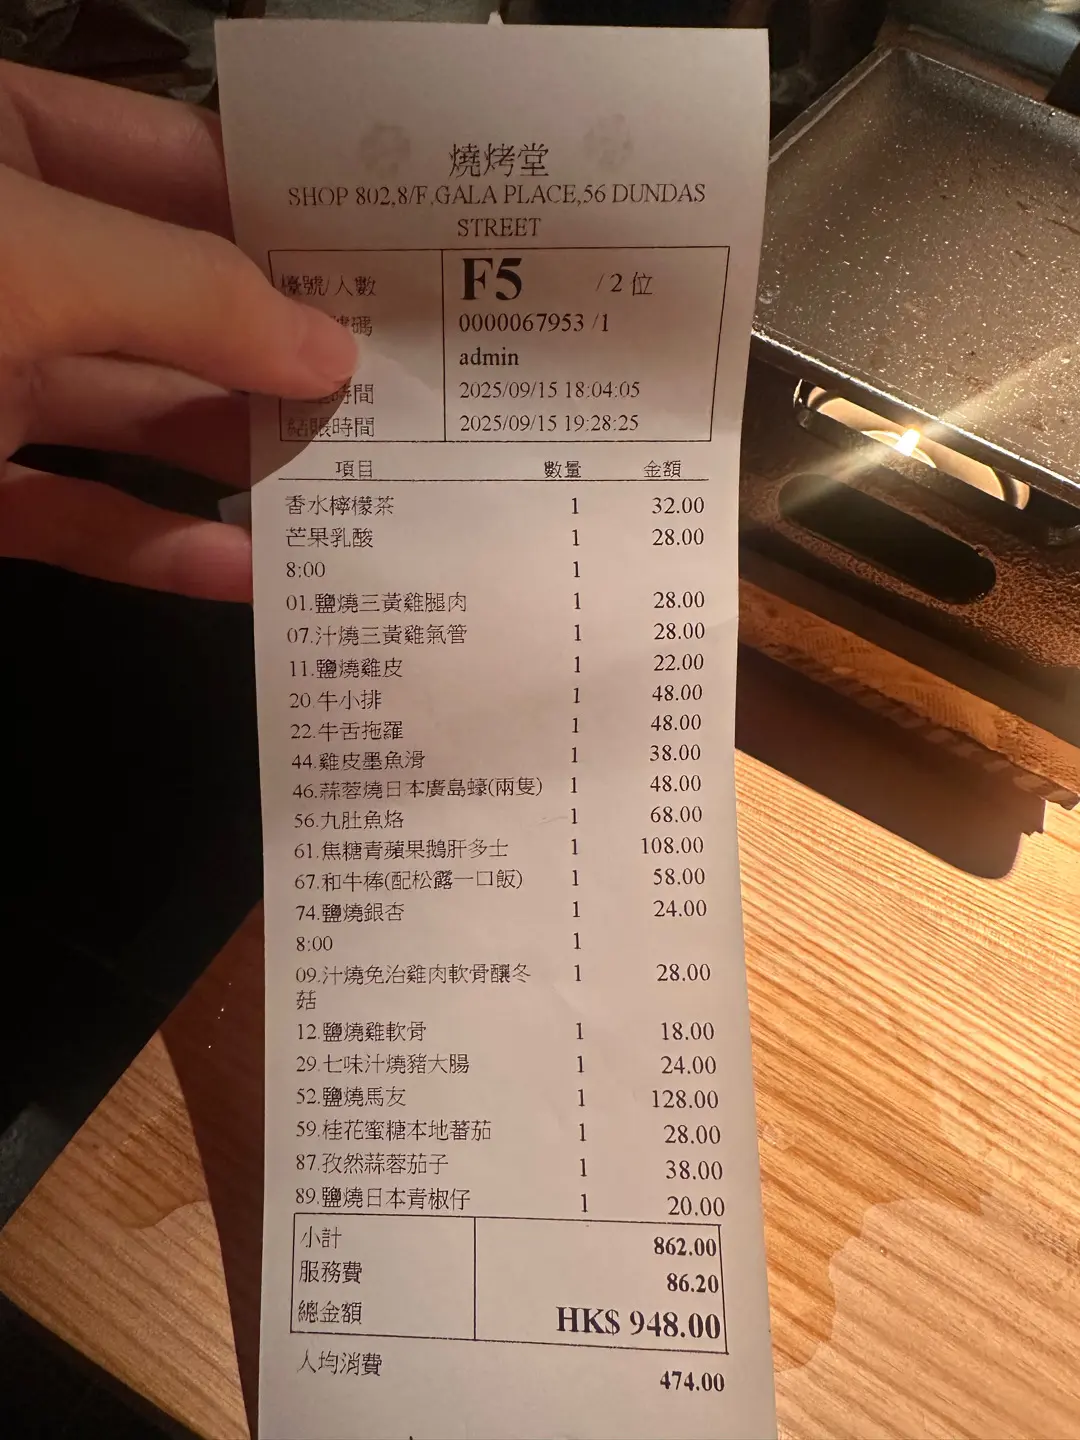 燒烤堂
SHOP 802,8/F,GALA PLACE,56 DUNDAS
STREET
檯號/人數 F5 / 2 位
號碼 0000067953 /1
admin
時間 2025/09/15 18:04:05
結賬時間 2025/09/15 19:28:25
項目 數量 金額
香水檸檬茶 1 32.00
芒果乳酸 1 28.00
8:00 1
01.鹽燒三黃雞腿肉 1 28.00
07.汁燒三黃雞氣管 1 28.00
11.鹽燒雞皮 1 22.00
20.牛小排 1 48.00
22.牛舌拖羅 1 48.00
44.雞皮墨魚滑 1 38.00
46.蒜蓉燒日本廣島蠔(兩隻) 1 48.00
56.九肚魚烙 1 68.00
61.焦糖青蘋果鵝肝多士 1 108.00
67.和牛棒(配松露一口飯) 1 58.00
74.鹽燒銀杏 1 24.00
8:00 1
09.汁燒免治雞肉軟骨釀冬 1 28.00
菇
12.鹽燒雞軟骨 1 18.00
29.七味汁燒豬大腸 1 24.00
52.鹽燒馬友 1 128.00
59.桂花蜜糖本地蕃茄 1 28.00
87.孜然蒜蓉茄子 1 38.00
89.鹽燒日本青椒仔 1 20.00
小計 862.00
服務費 86.20
總金額 HK$ 948.00
人均消費 474.00